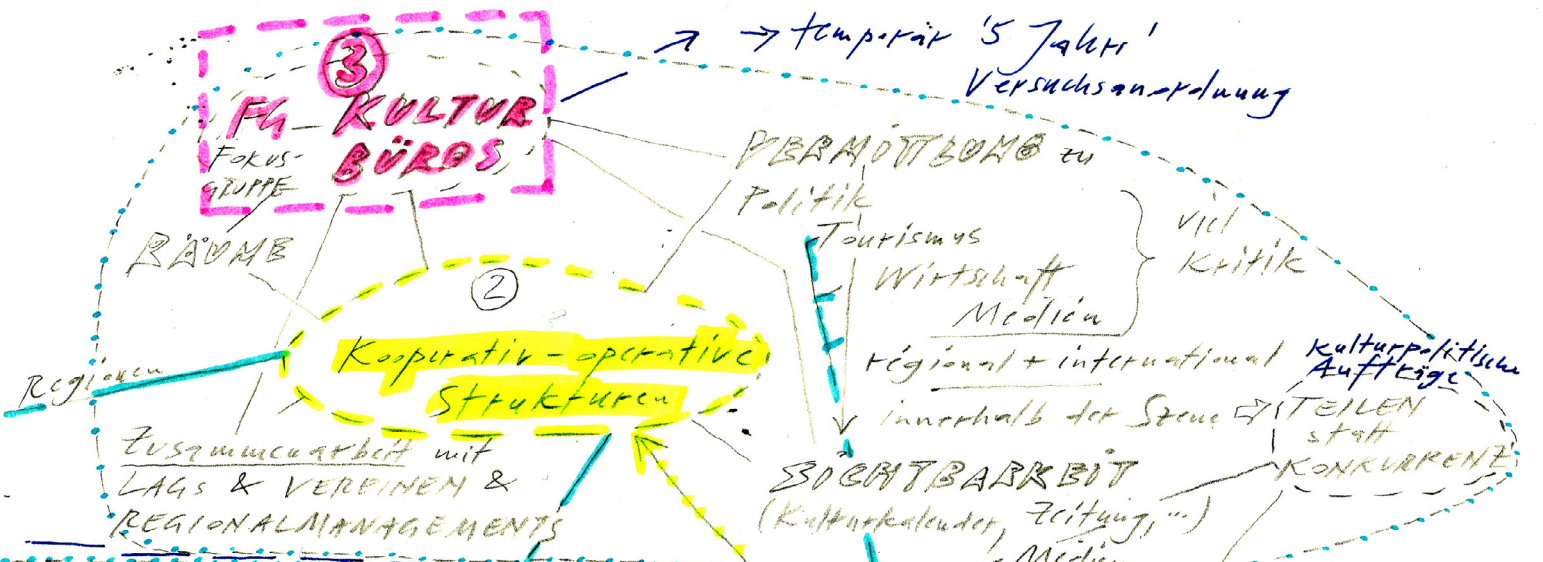 ③
FG - KULTUR
BÜROS
FOKUS-
GRUPPE
→ temporär '5 Jahre'
Versuchsanordnung
RÄUME
VERMITTLUNG zu
Politik
Tourismus
Wirtschaft
Medien
viel
Kritik
regional + international
innerhalb der Szene
kulturpolitische
Aufträge
TEILEN
statt
KONKURRENZ
②
Kooperativ-operative
Strukturen
Regionen
Zusammenarbeit mit
LAGs & VEREINEN &
REGIONALMANAGEMENTS
SICHTBARKEIT
(Kulturkalender, Zeitung, ...)
Medien